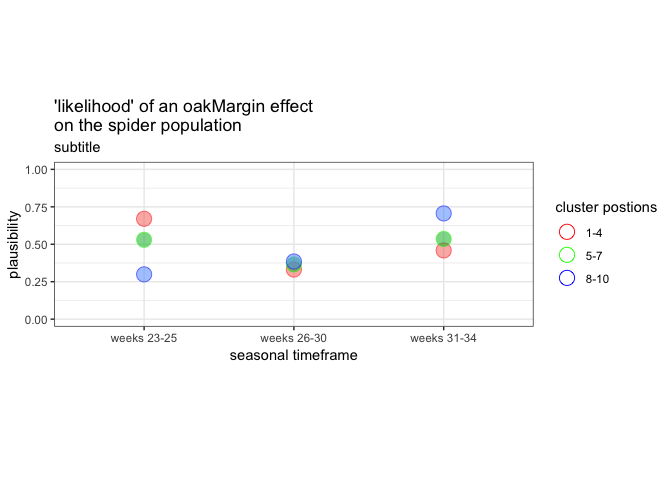 'likelihood' of an oakMargin effect
on the spider population
subtitle
1.00
0.75
0.50
0.25
0.00
plausibility
weeks 23-25
weeks 26-30
weeks 31-34
seasonal timeframe
cluster postions
1-4
5-7
8-10